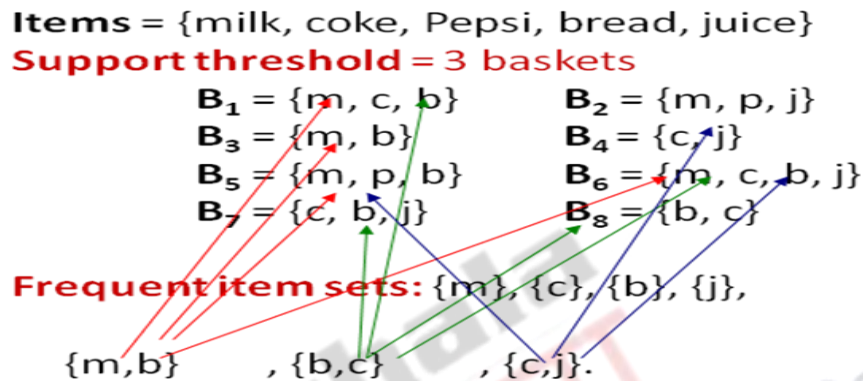 Items = {milk, coke, Pepsi, bread, juice}
Support threshold = 3 baskets
B₁ = {m, c, b} B₂ = {m, p, j}
B₃ = {m, b} B₄ = {c, j}
B₅ = {m, p, b} B₆ = {m, c, b, j}
B₇ = {c, b, j} B₈ = {b, c}
Frequent item sets: {m}, {c}, {b}, {j},
{m,b} , {b,c} , {c,j}.